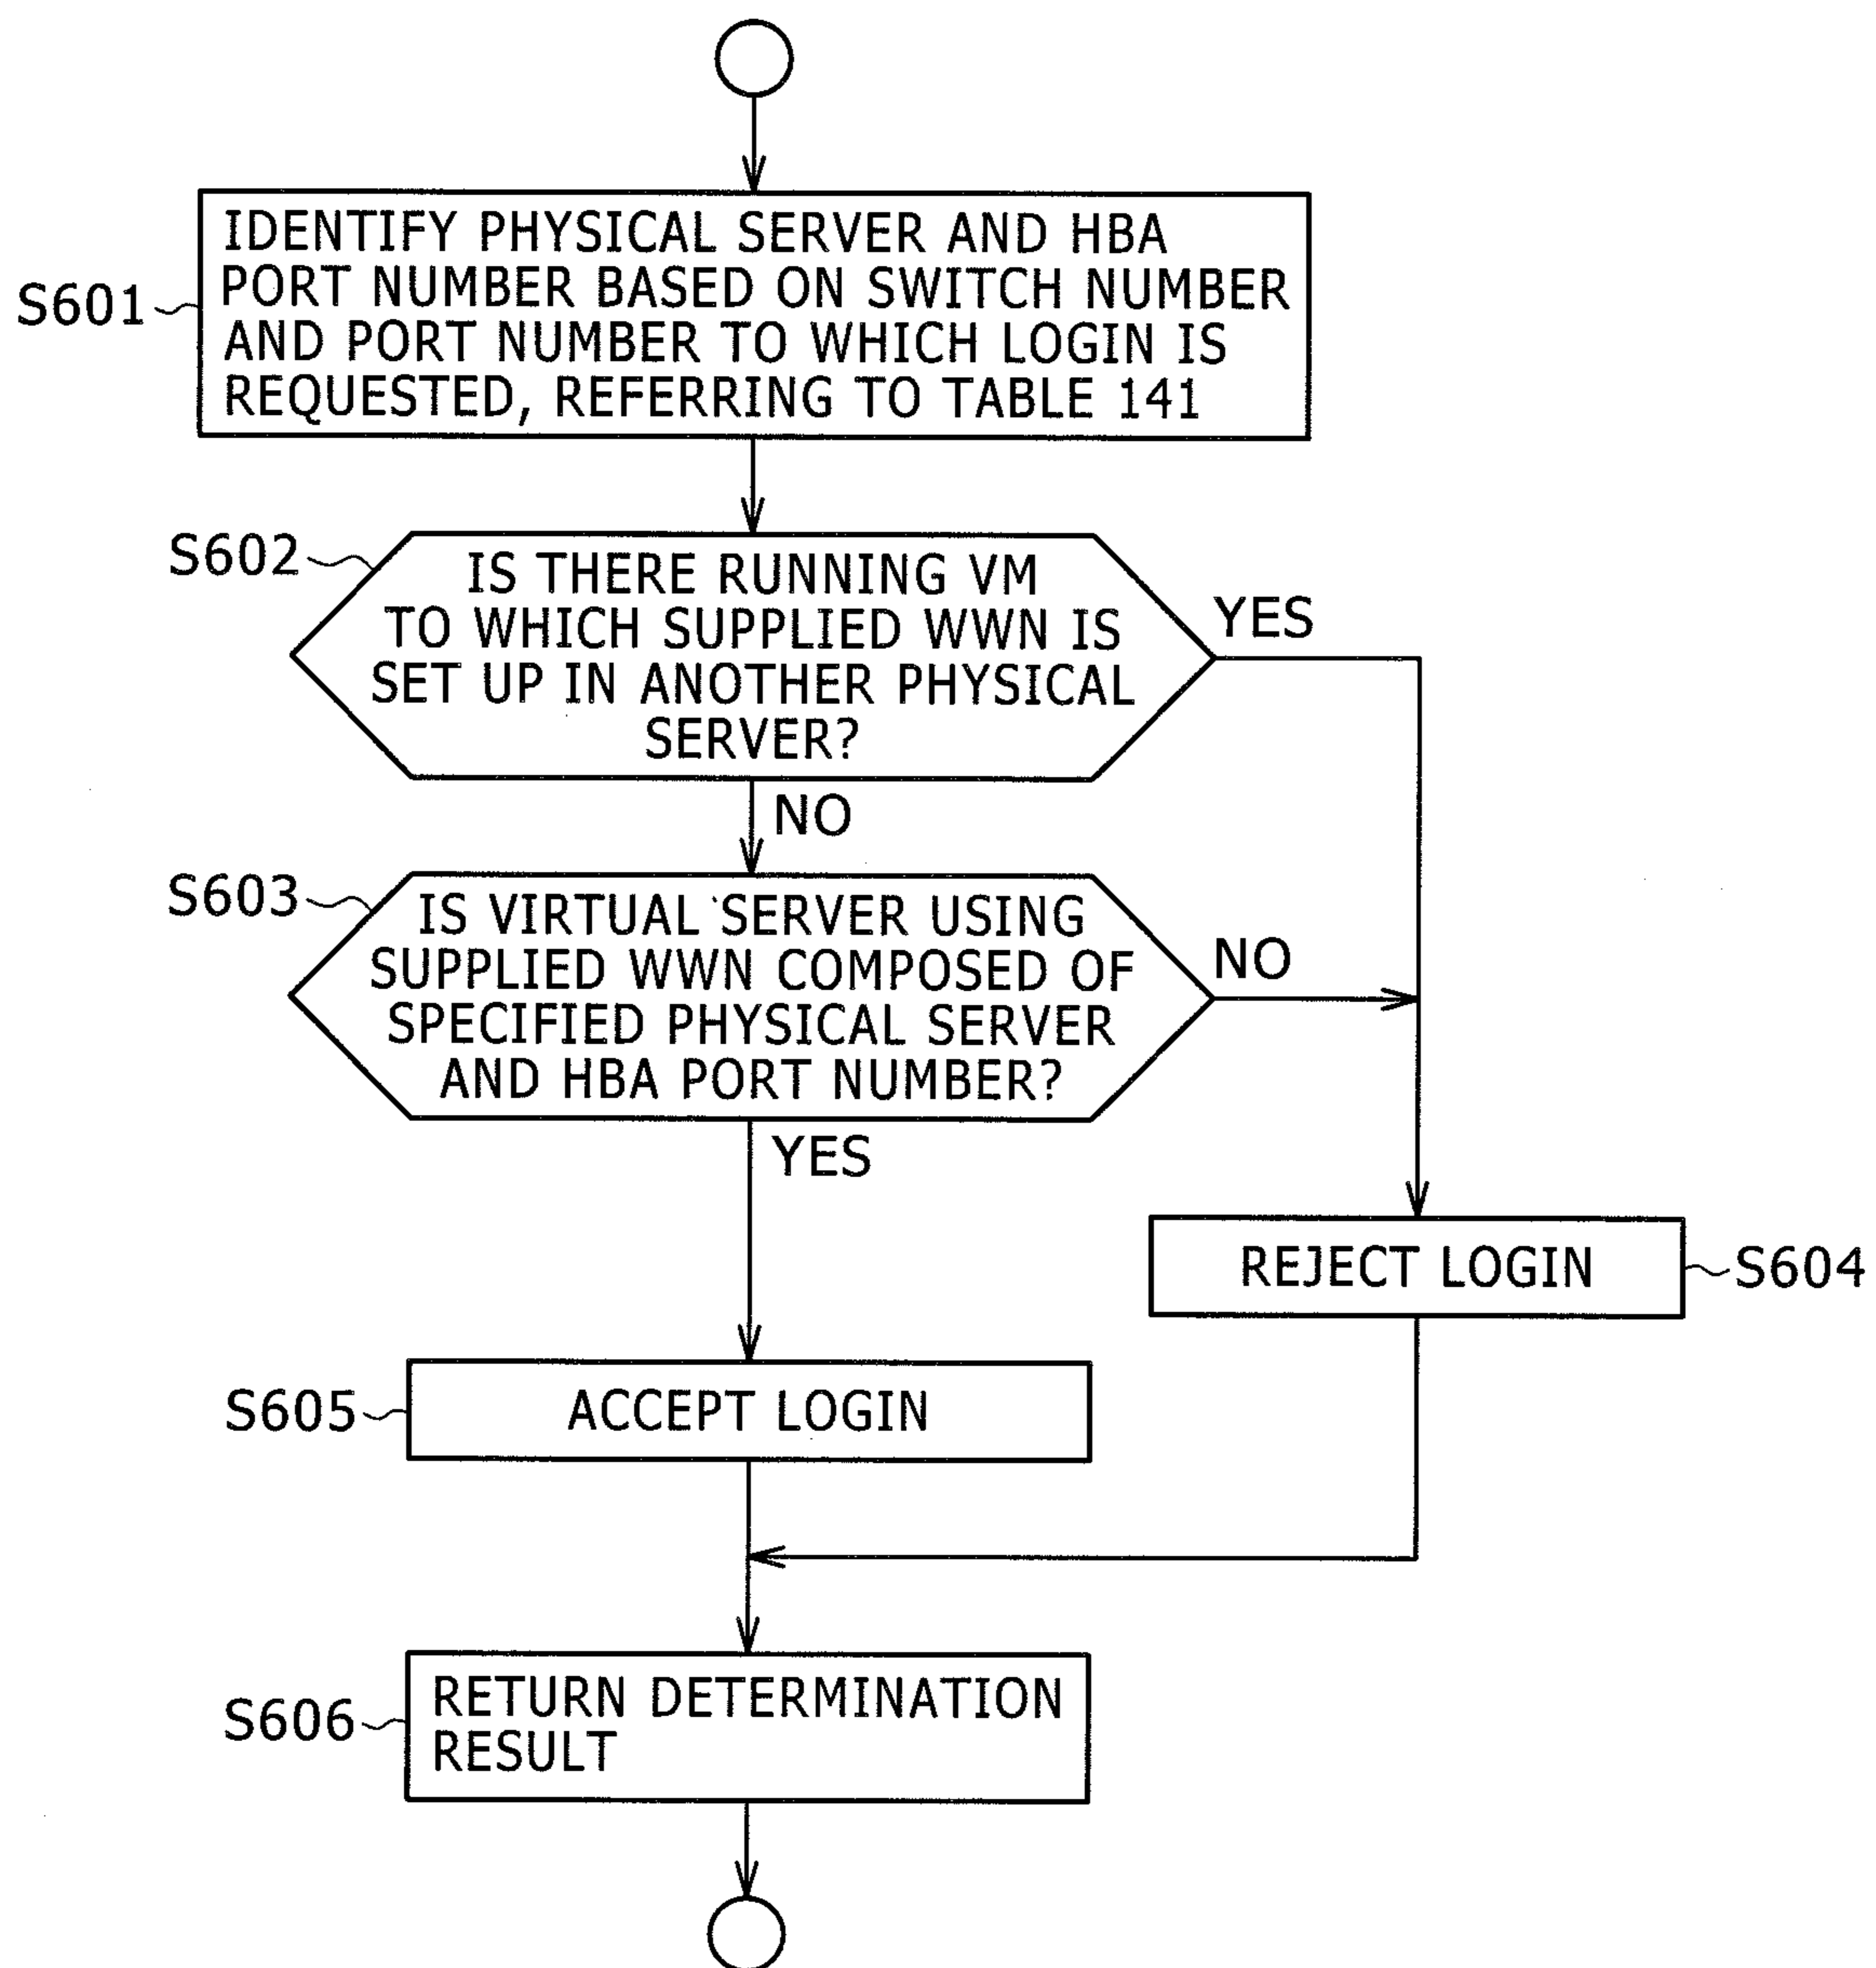 S601
IDENTIFY PHYSICAL SERVER AND HBA
PORT NUMBER BASED ON SWITCH NUMBER
AND PORT NUMBER TO WHICH LOGIN IS
REQUESTED, REFERRING TO TABLE 141
S602
IS THERE RUNNING VM
TO WHICH SUPPLIED WWN IS
SET UP IN ANOTHER PHYSICAL
SERVER?
YES
NO
S603
IS VIRTUAL SERVER USING
SUPPLIED WWN COMPOSED OF
SPECIFIED PHYSICAL SERVER
AND HBA PORT NUMBER?
NO
YES
REJECT LOGIN
S604
S605
ACCEPT LOGIN
S606
RETURN DETERMINATION
RESULT